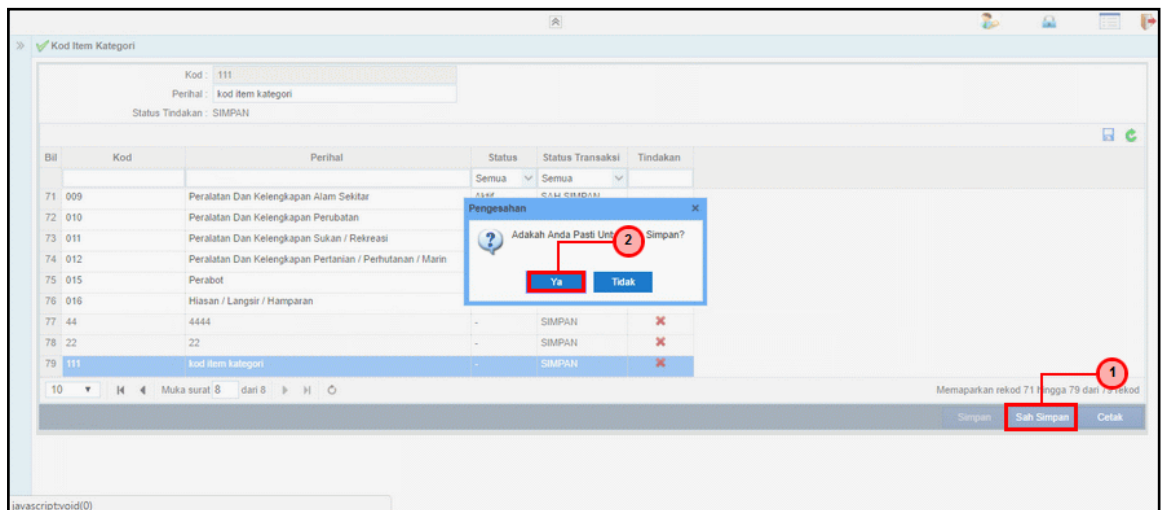 Kod Item Kategori
Kod : 111
Perihal : kod item kategori
Status Tindakan : SIMPAN
Bil Kod Perihal Status Status Transaksi Tindakan
Semua Semua
71 009 Peralatan Dan Kelengkapan Alam Sekitar Aktif SAH SIMPAN
72 010 Peralatan Dan Kelengkapan Perubatan
73 011 Peralatan Dan Kelengkapan Sukan / Rekreasi
74 012 Peralatan Dan Kelengkapan Pertanian / Perhutanan / Marin
75 015 Perabot
76 016 Hiasan / Langsir / Hamparan
77 44 4444 - SIMPAN
78 22 22 - SIMPAN
79 111 kod item kategori - SIMPAN
Pengesahan
Adakah Anda Pasti Simpan?
2
Ya Tidak
1
10 Muka surat 8 dari 8 Memaparkan rekod 71 hingga 79 dari 79 rekod
Simpan Sah Simpan Cetak
javascript:void(0)